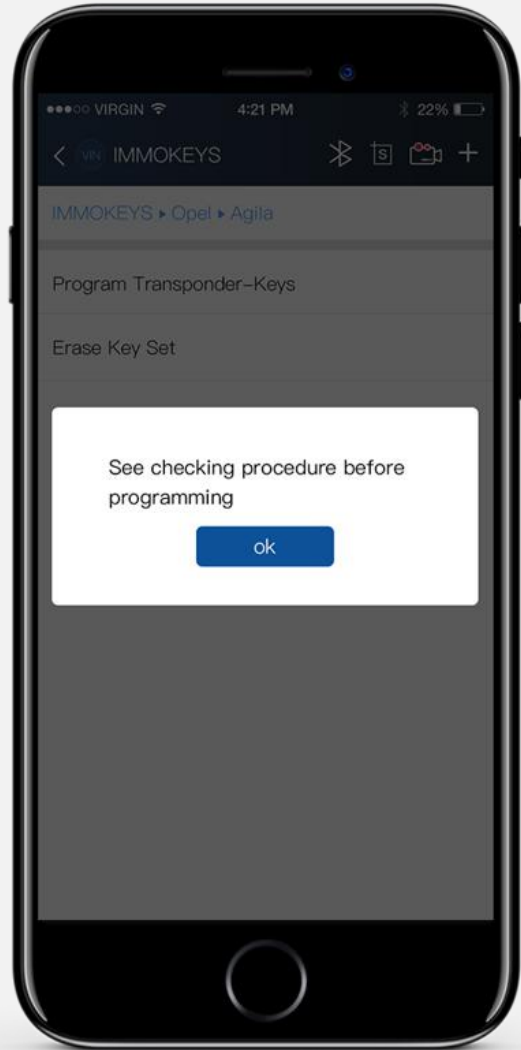 VIRGIN 4:21 PM 22%
VIN IMMOKEYS S
IMMOKEYS ▸ Opel ▸ Agila
Program Transponder-Keys
Erase Key Set
See checking procedure before
programming
ok